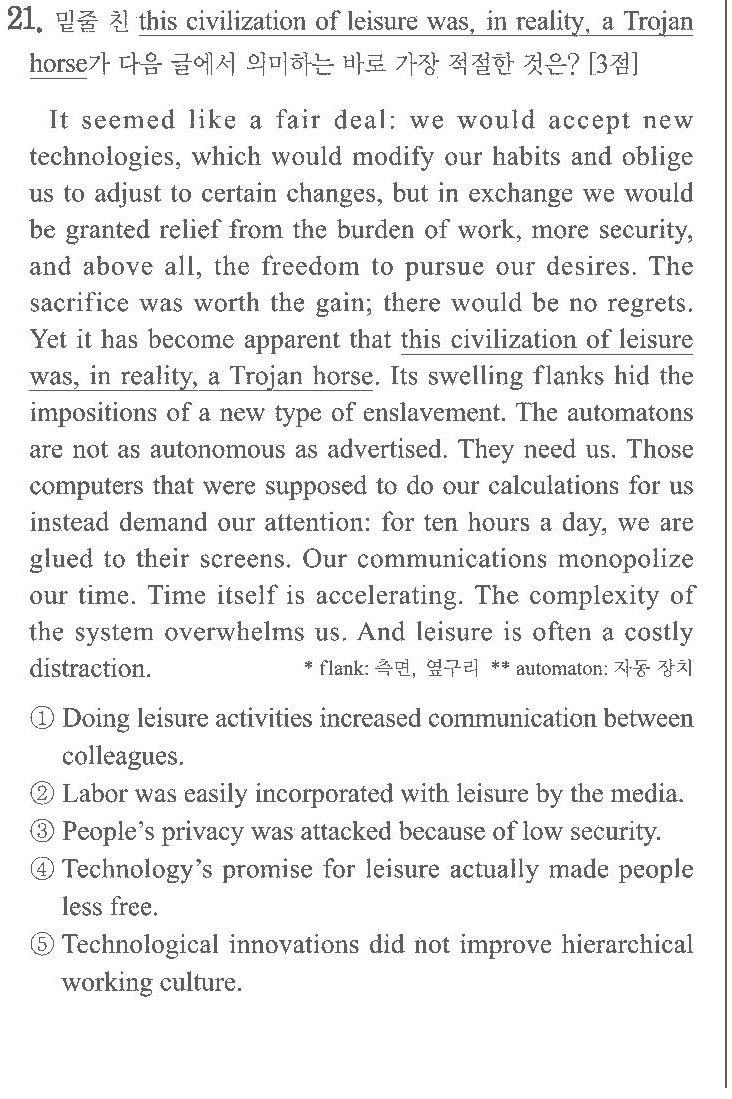 21. 밑줄 친 this civilization of leisure was, in reality, a Trojan
horse가 다음 글에서 의미하는 바로 가장 적절한 것은? [3점]
It seemed like a fair deal: we would accept new
technologies, which would modify our habits and oblige
us to adjust to certain changes, but in exchange we would
be granted relief from the burden of work, more security,
and above all, the freedom to pursue our desires. The
sacrifice was worth the gain; there would be no regrets.
Yet it has become apparent that this civilization of leisure
was, in reality, a Trojan horse. Its swelling flanks hid the
impositions of a new type of enslavement. The automatons
are not as autonomous as advertised. They need us. Those
computers that were supposed to do our calculations for us
instead demand our attention: for ten hours a day, we are
glued to their screens. Our communications monopolize
our time. Time itself is accelerating. The complexity of
the system overwhelms us. And leisure is often a costly
distraction. * flank: 측면, 옆구리 ** automaton: 자동 장치
① Doing leisure activities increased communication between
colleagues.
② Labor was easily incorporated with leisure by the media.
③ People's privacy was attacked because of low security.
④ Technology's promise for leisure actually made people
less free.
⑤ Technological innovations did not improve hierarchical
working culture.